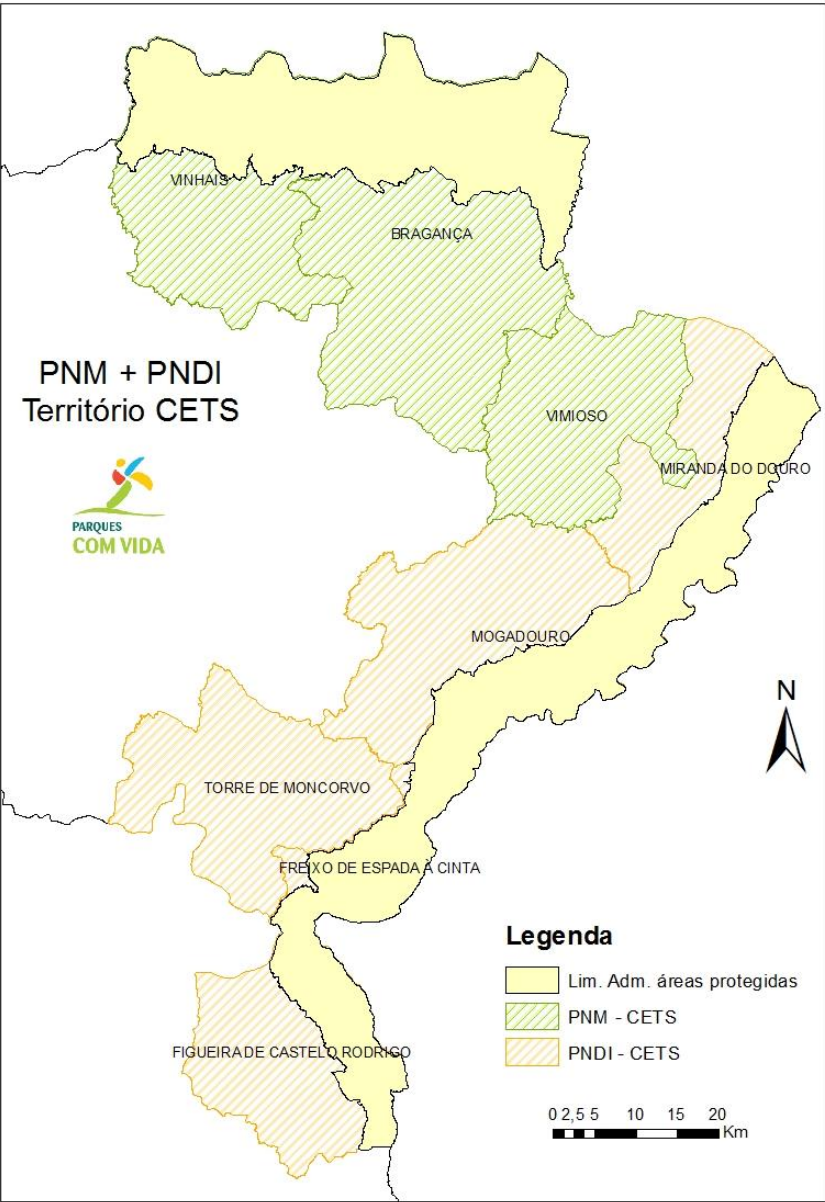 VINHAIS
BRAGANÇA
PNM + PNDI
Território CETS
VIMIOSO
MIRANDA DO DOURO
PARQUES
COM VIDA
MOGADOURO
N
TORRE DE MONCORVO
FREIXO DE ESPADA A CINTA
Legenda
Lim. Adm. áreas protegidas
PNM - CETS
PNDI - CETS
FIGUEIRA DE CASTELO RODRIGO
0 2,5 5 10 15 20
Km